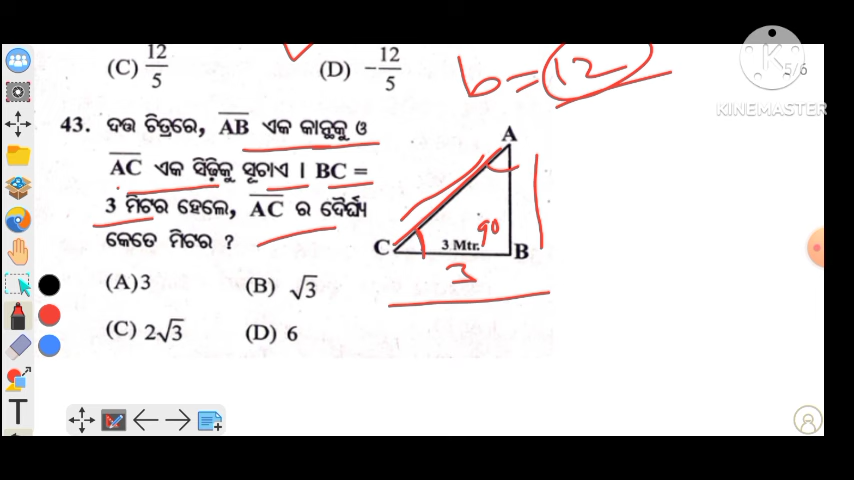 (C) 12/5 (D) -12/5
b = 12
5/6
KINEMASTER
43. ଦତ୍ତ ଚିତ୍ରରେ, AB ଏକ କାନ୍ଥକୁ ଓ
AC ଏକ ସିଢ଼ିକୁ ସୂଚାଏ । BC =
3 ମିଟର ହେଲେ, AC ର ଦୈର୍ଘ୍ୟ
କେତେ ମିଟର ?
(A) 3 (B) √3
(C) 2√3 (D) 6
A
90
C 3 Mtr. B
3
T